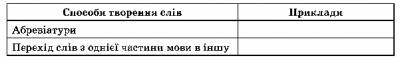 Способи творення слів Приклади
Абревіатури
Перехід слів з однієї частини мови в іншу